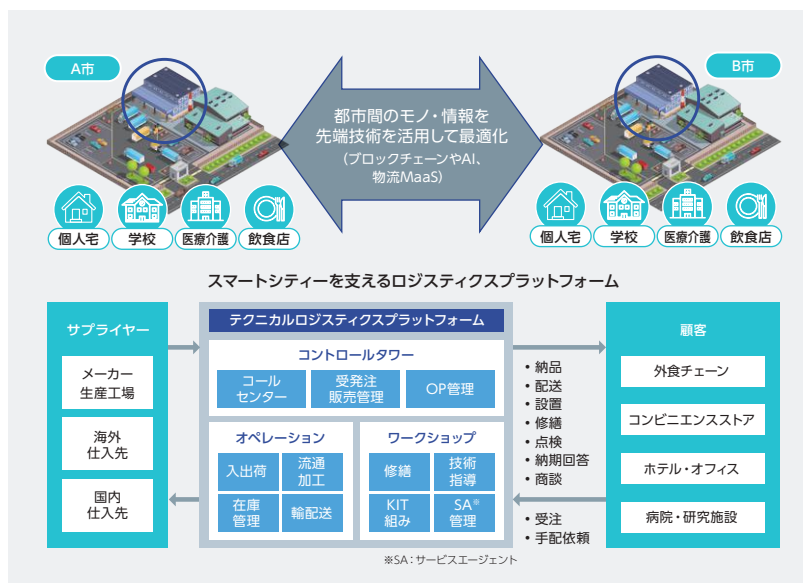 A市
B市
都市間のモノ・情報を
先端技術を活用して最適化
(ブロックチェーンやAI、
物流MaaS)
個人宅
学校
医療介護
飲食店
個人宅
学校
医療介護
飲食店
スマートシティーを支えるロジスティクスプラットフォーム
サプライヤー
メーカー
生産工場
海外
仕入先
国内
仕入先
テクニカルロジスティクスプラットフォーム
コントロールタワー
コール
センター
受発注
販売管理
OP管理
オペレーション
入出荷
流通
加工
在庫
管理
輸配送
ワークショップ
修繕
技術
指導
KIT
組み
SA※
管理
・納品
・配送
・設置
・修繕
・点検
・納期回答
・商談
・受注
・手配依頼
顧客
外食チェーン
コンビニエンスストア
ホテル・オフィス
病院・研究施設
※SA：サービスエージェント